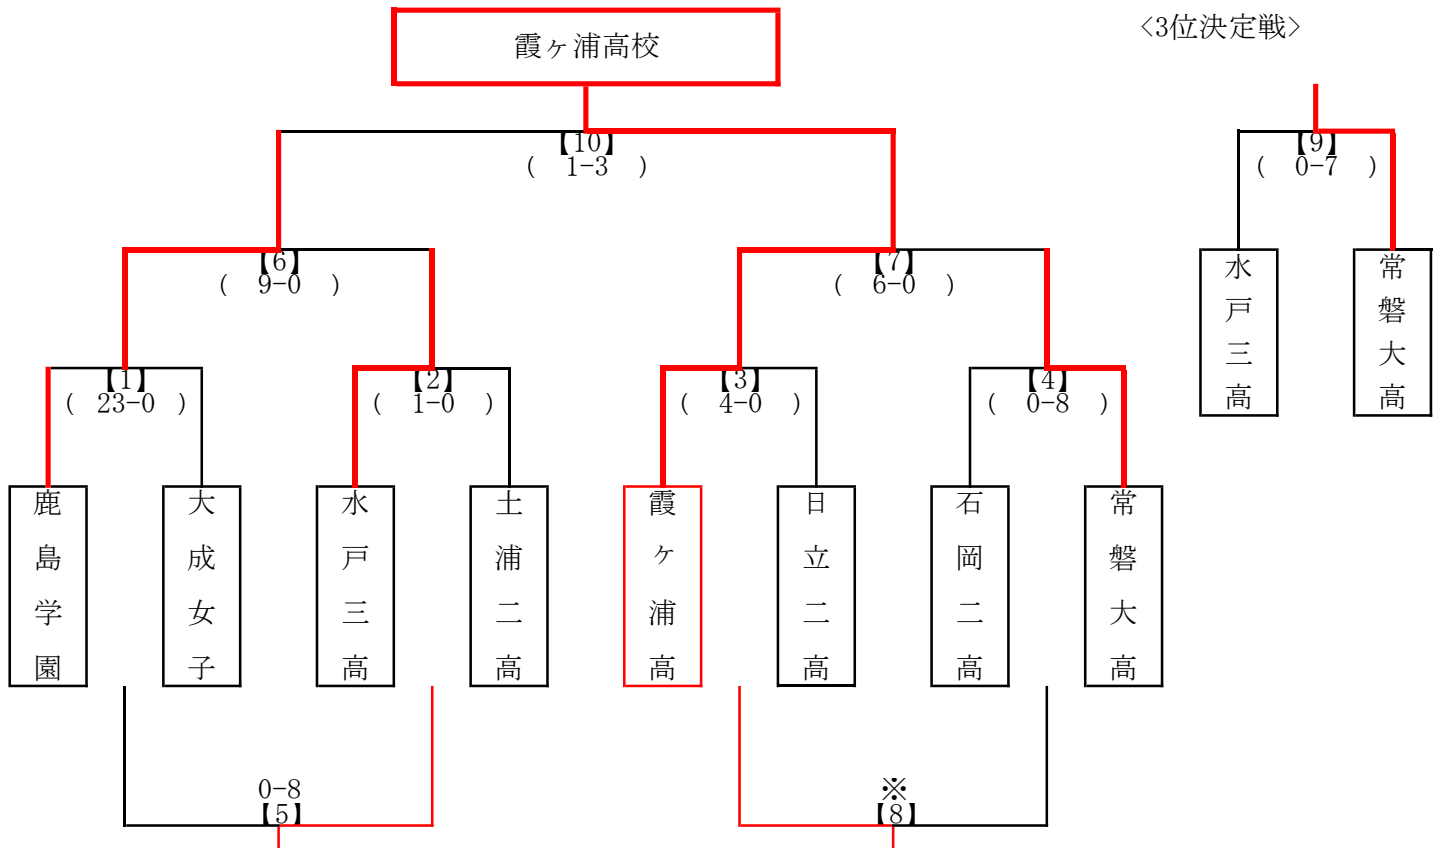 霞ヶ浦高校
<3位決定戦>
【10】
( 1-3 )
【9】
( 0-7 )
【6】
( 9-0 )
【7】
( 6-0 )
水戸三高
常磐大高
【1】
( 23-0 )
【2】
( 1-0 )
【3】
( 4-0 )
【4】
( 0-8 )
鹿島学園
大成女子
水戸三高
土浦二高
霞ヶ浦高
日立二高
石岡二高
常磐大高
0-8
【5】
※
【8】